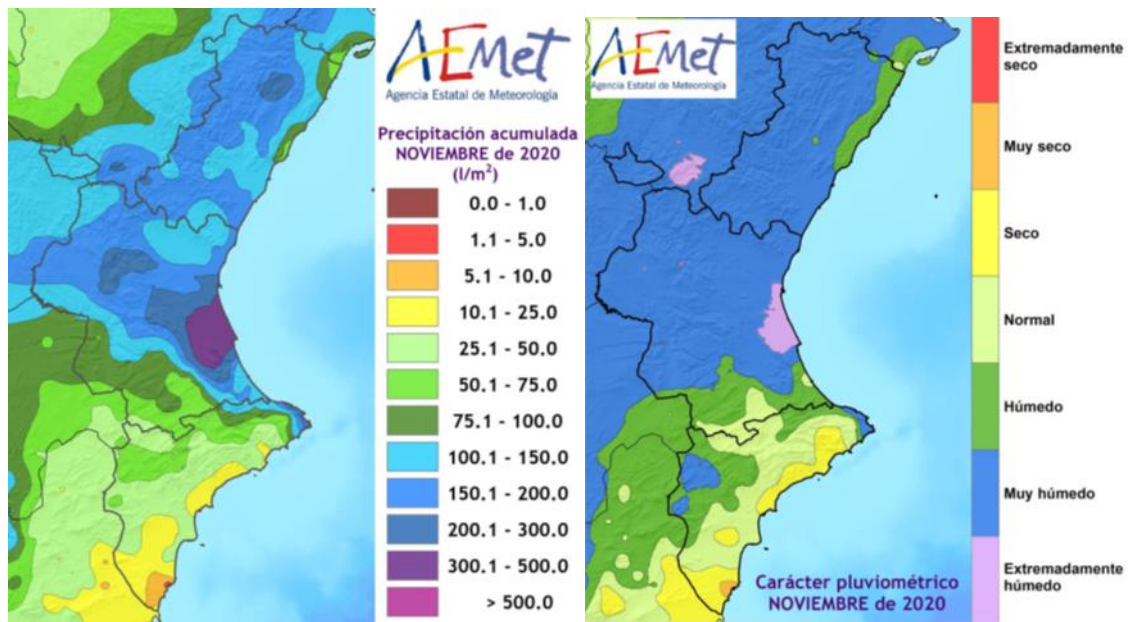 AEMet
Agencia Estatal de Meteorología
Precipitación acumulada
NOVIEMBRE de 2020
(l/m²)
0.0 - 1.0
1.1 - 5.0
5.1 - 10.0
10.1 - 25.0
25.1 - 50.0
50.1 - 75.0
75.1 - 100.0
100.1 - 150.0
150.1 - 200.0
200.1 - 300.0
300.1 - 500.0
> 500.0
AEMet
Agencia Estatal de Meteorología
Extremadamente
seco
Muy seco
Seco
Normal
Húmedo
Muy húmedo
Extremadamente
húmedo
Carácter pluviométrico
NOVIEMBRE de 2020